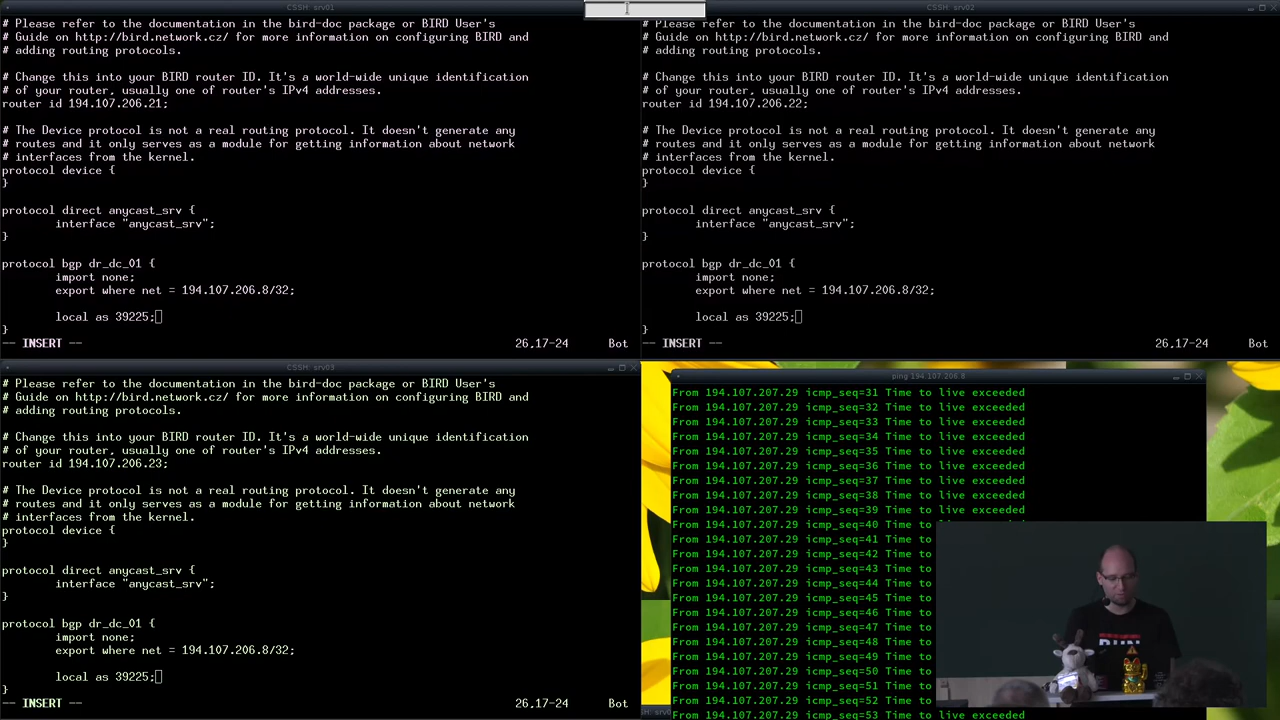 CSSH: srv01
# Please refer to the documentation in the bird-doc package or BIRD User's
# Guide on http://bird.network.cz/ for more information on configuring BIRD and
# adding routing protocols.
# Change this into your BIRD router ID. It's a world-wide unique identification
# of your router, usually one of router's IPv4 addresses.
router id 194.107.206.21;
# The Device protocol is not a real routing protocol. It doesn't generate any
# routes and it only serves as a module for getting information about network
# interfaces from the kernel.
protocol device {
}
protocol direct anycast_srv {
interface "anycast_srv";
}
protocol bgp dr_dc_01 {
import none;
export where net = 194.107.206.8/32;
local as 39225;
}
-- INSERT -- 26,17-24 Bot
CSSH: srv02
# Please refer to the documentation in the bird-doc package or BIRD User's
# Guide on http://bird.network.cz/ for more information on configuring BIRD and
# adding routing protocols.
# Change this into your BIRD router ID. It's a world-wide unique identification
# of your router, usually one of router's IPv4 addresses.
router id 194.107.206.22;
# The Device protocol is not a real routing protocol. It doesn't generate any
# routes and it only serves as a module for getting information about network
# interfaces from the kernel.
protocol device {
}
protocol direct anycast_srv {
interface "anycast_srv";
}
protocol bgp dr_dc_01 {
import none;
export where net = 194.107.206.8/32;
local as 39225;
}
-- INSERT -- 26,17-24 Bot
CSSH: srv03
# Please refer to the documentation in the bird-doc package or BIRD User's
# Guide on http://bird.network.cz/ for more information on configuring BIRD and
# adding routing protocols.
# Change this into your BIRD router ID. It's a world-wide unique identification
# of your router, usually one of router's IPv4 addresses.
router id 194.107.206.23;
# The Device protocol is not a real routing protocol. It doesn't generate any
# routes and it only serves as a module for getting information about network
# interfaces from the kernel.
protocol device {
}
protocol direct anycast_srv {
interface "anycast_srv";
}
protocol bgp dr_dc_01 {
import none;
export where net = 194.107.206.8/32;
local as 39225;
}
-- INSERT -- 26,17-24 Bot
ping 194.107.206.8
From 194.107.207.29 icmp_seq=31 Time to live exceeded
From 194.107.207.29 icmp_seq=32 Time to live exceeded
From 194.107.207.29 icmp_seq=33 Time to live exceeded
From 194.107.207.29 icmp_seq=34 Time to live exceeded
From 194.107.207.29 icmp_seq=35 Time to live exceeded
From 194.107.207.29 icmp_seq=36 Time to live exceeded
From 194.107.207.29 icmp_seq=37 Time to live exceeded
From 194.107.207.29 icmp_seq=38 Time to live exceeded
From 194.107.207.29 icmp_seq=39 Time to live exceeded
From 194.107.207.29 icmp_seq=40 Time to
From 194.107.207.29 icmp_seq=41 Time to
From 194.107.207.29 icmp_seq=42 Time to
From 194.107.207.29 icmp_seq=43 Time to
From 194.107.207.29 icmp_seq=44 Time to
From 194.107.207.29 icmp_seq=45 Time to
From 194.107.207.29 icmp_seq=46 Time to
From 194.107.207.29 icmp_seq=47 Time to
From 194.107.207.29 icmp_seq=48 Time to
From 194.107.207.29 icmp_seq=49 Time to
From 194.107.207.29 icmp_seq=50 Time to
From 194.107.207.29 icmp_seq=51 Time to
From 194.107.207.29 icmp_seq=52 Time to
From 194.107.207.29 icmp_seq=53 Time to